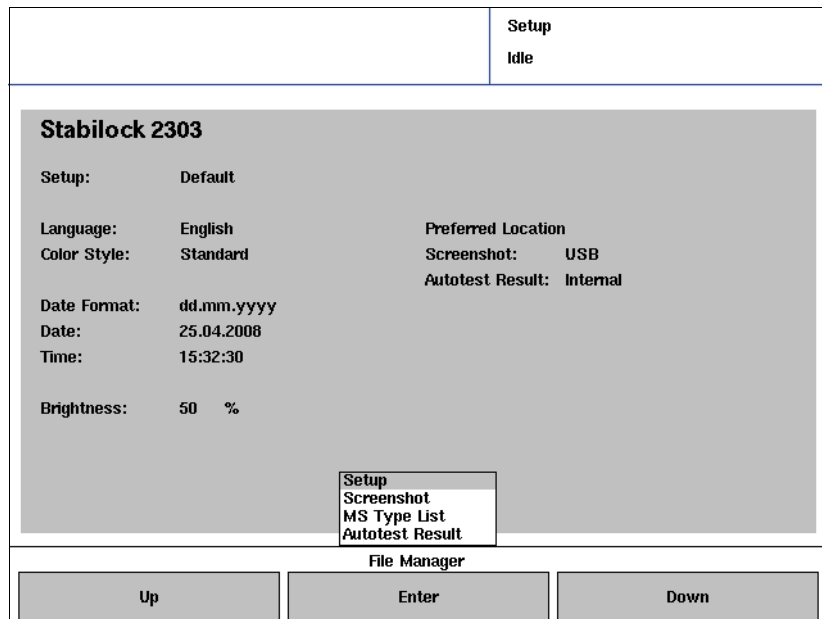 Setup
Idle
Stabilock 2303
Setup: Default
Language: English
Color Style: Standard
Preferred Location
Screenshot: USB
Autotest Result: Internal
Date Format: dd.mm.yyyy
Date: 25.04.2008
Time: 15:32:30
Brightness: 50 %
Setup
Screenshot
MS Type List
Autotest Result
File Manager
Up
Enter
Down